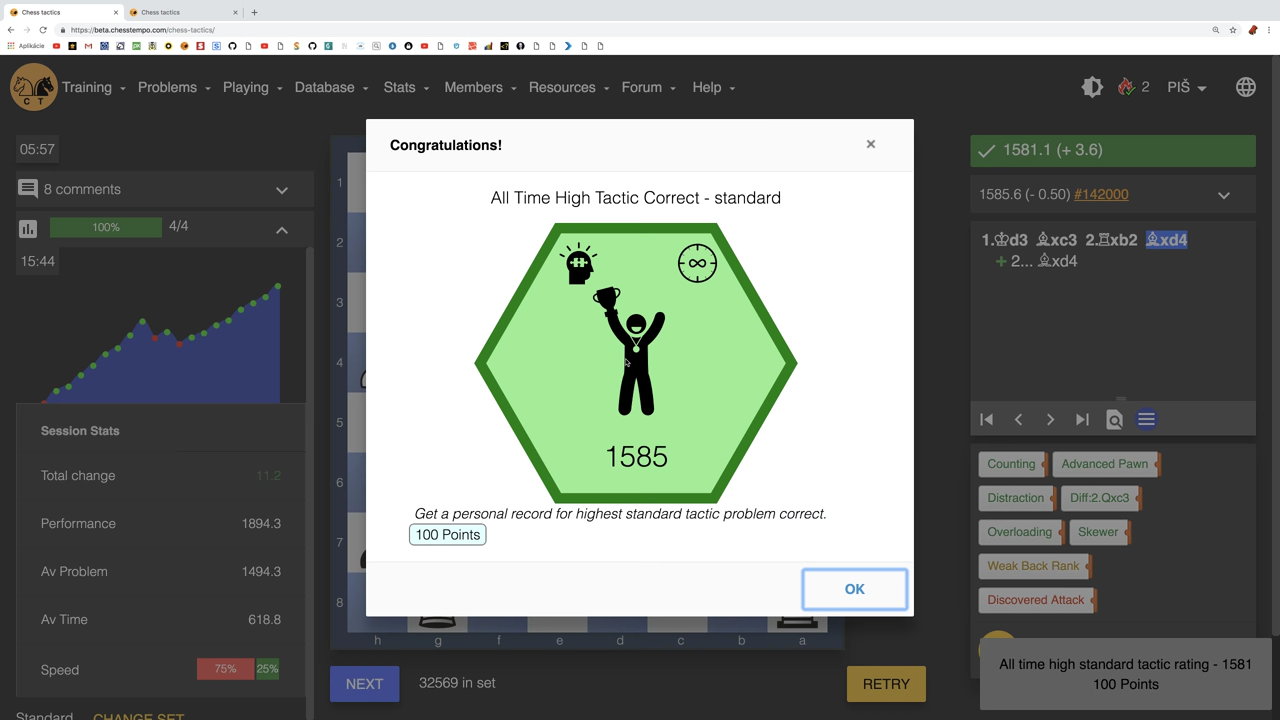 Chess tactics
Chess tactics
https://beta.chesstempo.com/chess-tactics/
Aplikácie
CT
Training Problems Playing Database Stats Members Resources Forum Help
2 PIŠ
05:57
8 comments
100% 4/4
15:44
Session Stats
Total change 11.2
Performance 1894.3
Av Problem 1494.3
Av Time 618.8
Speed 75% 25%
Standard CHANGE SET
1
2
3
4
5
6
7
8
h g f e d c b a
NEXT 32569 in set RETRY
Congratulations!
All Time High Tactic Correct - standard
1585
Get a personal record for highest standard tactic problem correct.
100 Points
OK
1581.1 (+ 3.6)
1585.6 (- 0.50) #142000
1.♔d3 ♗xc3 2.♖xb2 ♗xd4
+ 2... ♗xd4
Counting Advanced Pawn
Distraction Diff:2.Qxc3
Overloading Skewer
Weak Back Rank
Discovered Attack
All time high standard tactic rating - 1581
100 Points